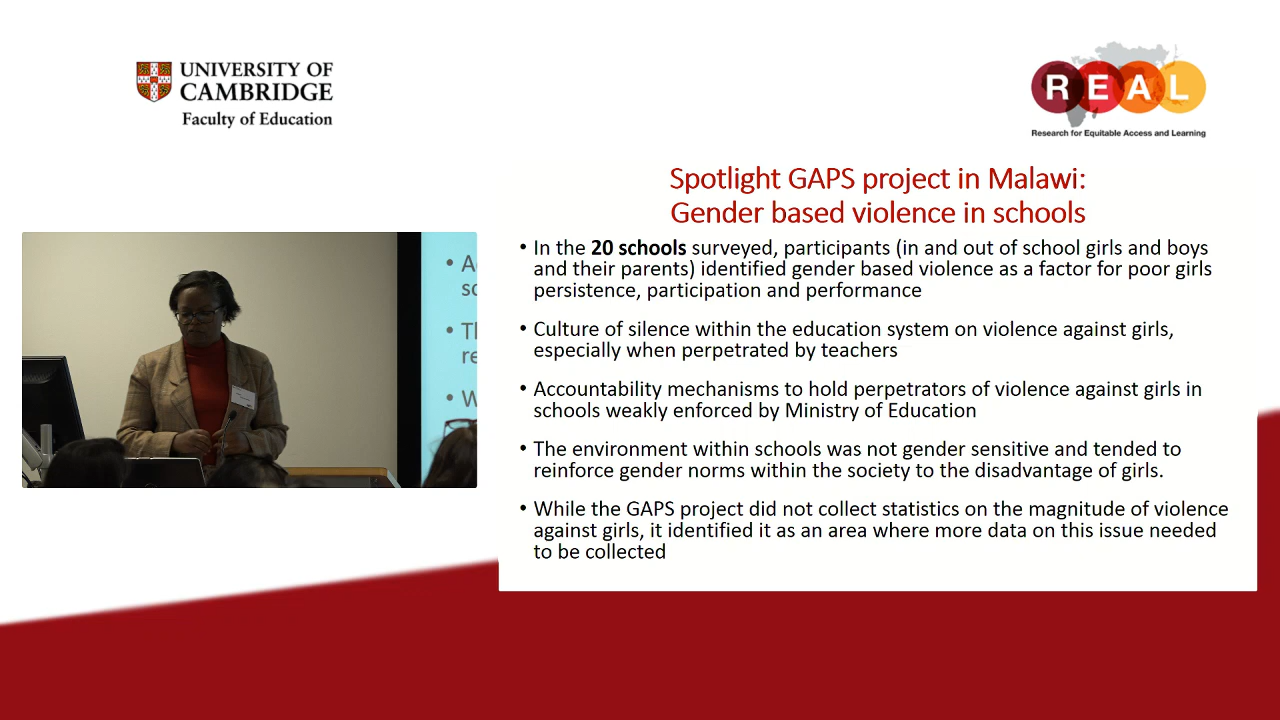 UNIVERSITY OF
CAMBRIDGE
Faculty of Education
R E A L
Research for Equitable Access and Learning
Spotlight GAPS project in Malawi:
Gender based violence in schools
• In the 20 schools surveyed, participants (in and out of school girls and boys
and their parents) identified gender based violence as a factor for poor girls
persistence, participation and performance
• Culture of silence within the education system on violence against girls,
especially when perpetrated by teachers
• Accountability mechanisms to hold perpetrators of violence against girls in
schools weakly enforced by Ministry of Education
• The environment within schools was not gender sensitive and tended to
reinforce gender norms within the society to the disadvantage of girls.
• While the GAPS project did not collect statistics on the magnitude of violence
against girls, it identified it as an area where more data on this issue needed
to be collected